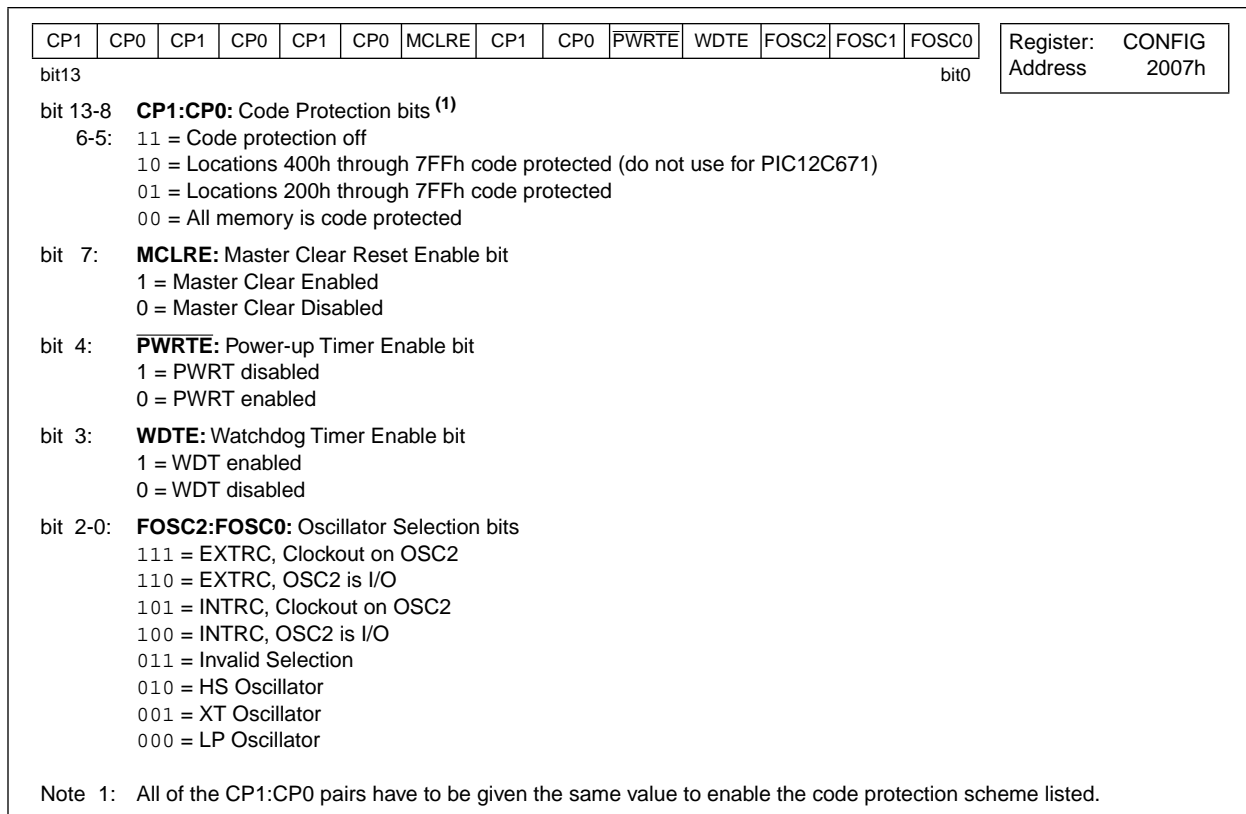 CP1 CP0 CP1 CP0 CP1 CP0 MCLRE CP1 CP0 PWRTE WDTE FOSC2 FOSC1 FOSC0
bit13 bit0
Register: CONFIG
Address 2007h
bit 13-8 CP1:CP0: Code Protection bits (1)
6-5: 11 = Code protection off
10 = Locations 400h through 7FFh code protected (do not use for PIC12C671)
01 = Locations 200h through 7FFh code protected
00 = All memory is code protected
bit 7: MCLRE: Master Clear Reset Enable bit
1 = Master Clear Enabled
0 = Master Clear Disabled
bit 4: PWRTE: Power-up Timer Enable bit
1 = PWRT disabled
0 = PWRT enabled
bit 3: WDTE: Watchdog Timer Enable bit
1 = WDT enabled
0 = WDT disabled
bit 2-0: FOSC2:FOSC0: Oscillator Selection bits
111 = EXTRC, Clockout on OSC2
110 = EXTRC, OSC2 is I/O
101 = INTRC, Clockout on OSC2
100 = INTRC, OSC2 is I/O
011 = Invalid Selection
010 = HS Oscillator
001 = XT Oscillator
000 = LP Oscillator
Note 1: All of the CP1:CP0 pairs have to be given the same value to enable the code protection scheme listed.